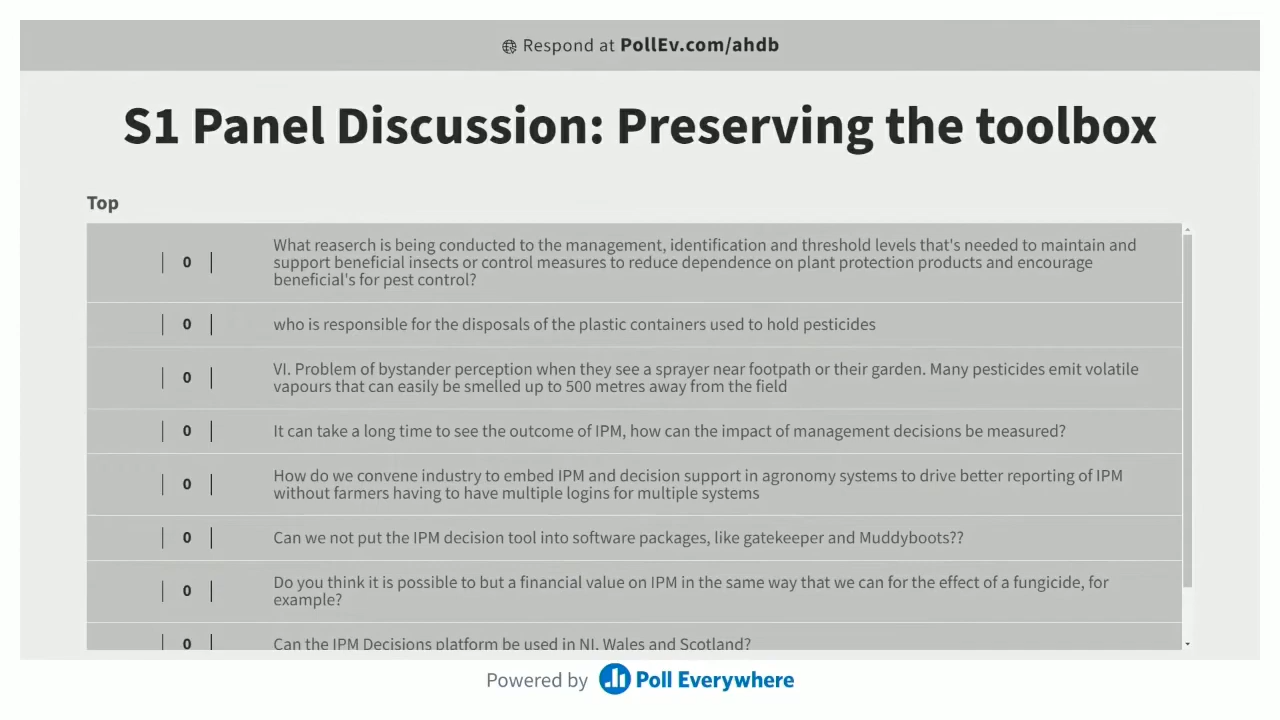 Respond at PollEv.com/ahdb
S1 Panel Discussion: Preserving the toolbox
Top
0
What reaserch is being conducted to the management, identification and threshold levels that's needed to maintain and
support beneficial insects or control measures to reduce dependence on plant protection products and encourage
beneficial's for pest control?
0
who is responsible for the disposals of the plastic containers used to hold pesticides
0
VI. Problem of bystander perception when they see a sprayer near footpath or their garden. Many pesticides emit volatile
vapours that can easily be smelled up to 500 metres away from the field
0
It can take a long time to see the outcome of IPM, how can the impact of management decisions be measured?
0
How do we convene industry to embed IPM and decision support in agronomy systems to drive better reporting of IPM
without farmers having to have multiple logins for multiple systems
0
Can we not put the IPM decision tool into software packages, like gatekeeper and Muddyboots??
0
Do you think it is possible to but a financial value on IPM in the same way that we can for the effect of a fungicide, for
example?
0
Can the IPM Decisions platform be used in NI, Wales and Scotland?
Powered by Poll Everywhere